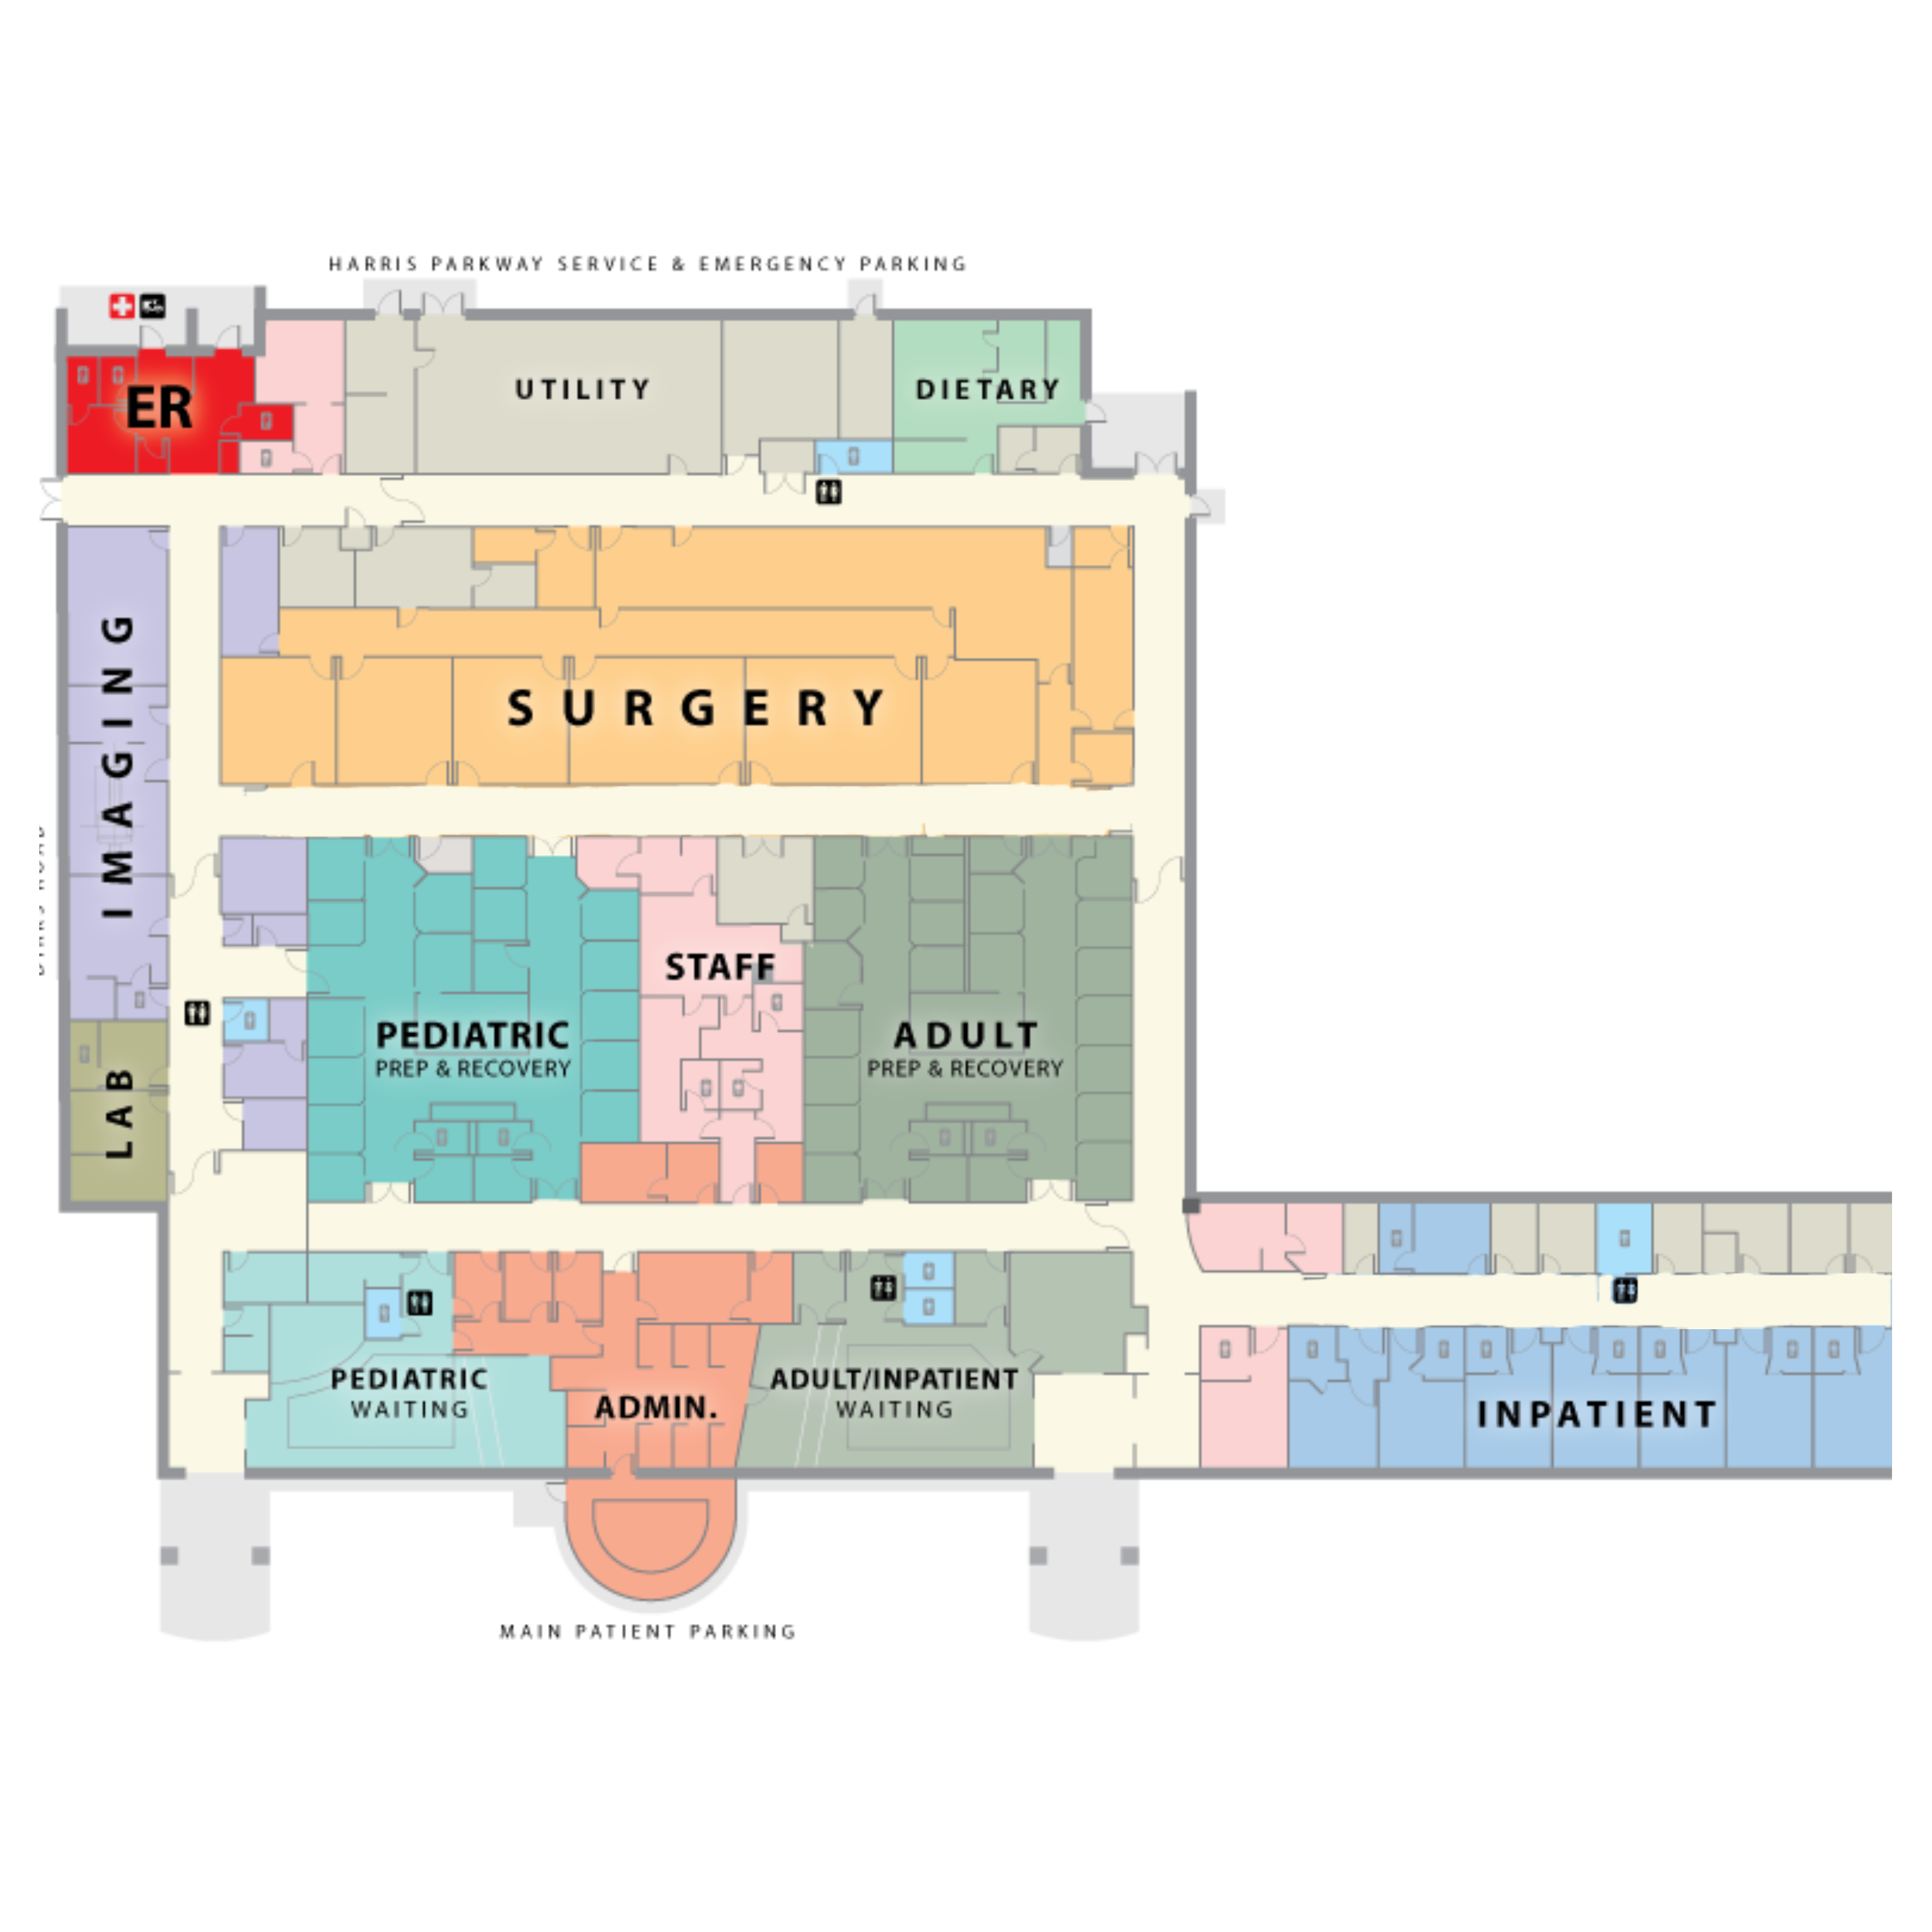 HARRIS PARKWAY SERVICE & EMERGENCY PARKING
ER
UTILITY
DIETARY
IMAGING
SURGERY
STAFF
PEDIATRIC
PREP & RECOVERY
ADULT
PREP & RECOVERY
LAB
PEDIATRIC
WAITING
ADMIN.
ADULT/INPATIENT
WAITING
INPATIENT
MAIN PATIENT PARKING